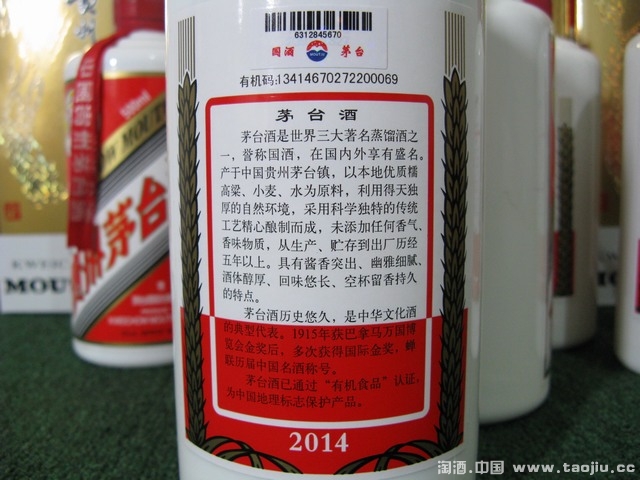 6312845670
国酒 茅台
有机码:13414670272200069
茅台酒
茅台酒是世界三大著名蒸馏酒之
一，誉称国酒，在国内外享有盛名。
产于中国贵州茅台镇，以本地优质糯
高粱、小麦、水为原料，利用得天独
厚的自然环境，采用科学独特的传统
工艺精心酿制而成，未添加任何香气、
香味物质，从生产、贮存到出厂历经
五年以上。具有酱香突出、幽雅细腻、
酒体醇厚、回味悠长、空杯留香持久
的特点。
茅台酒历史悠久，是中华文化酒
的典型代表。1915年获巴拿马万国博
览会金奖后，多次获得国际金奖，蝉
联历届中国名酒称号。
茅台酒已通过“有机食品”认证，
为中国地理标志保护产品。
2014
茅台
MOU
淘酒.中国 www.taojiu.cc